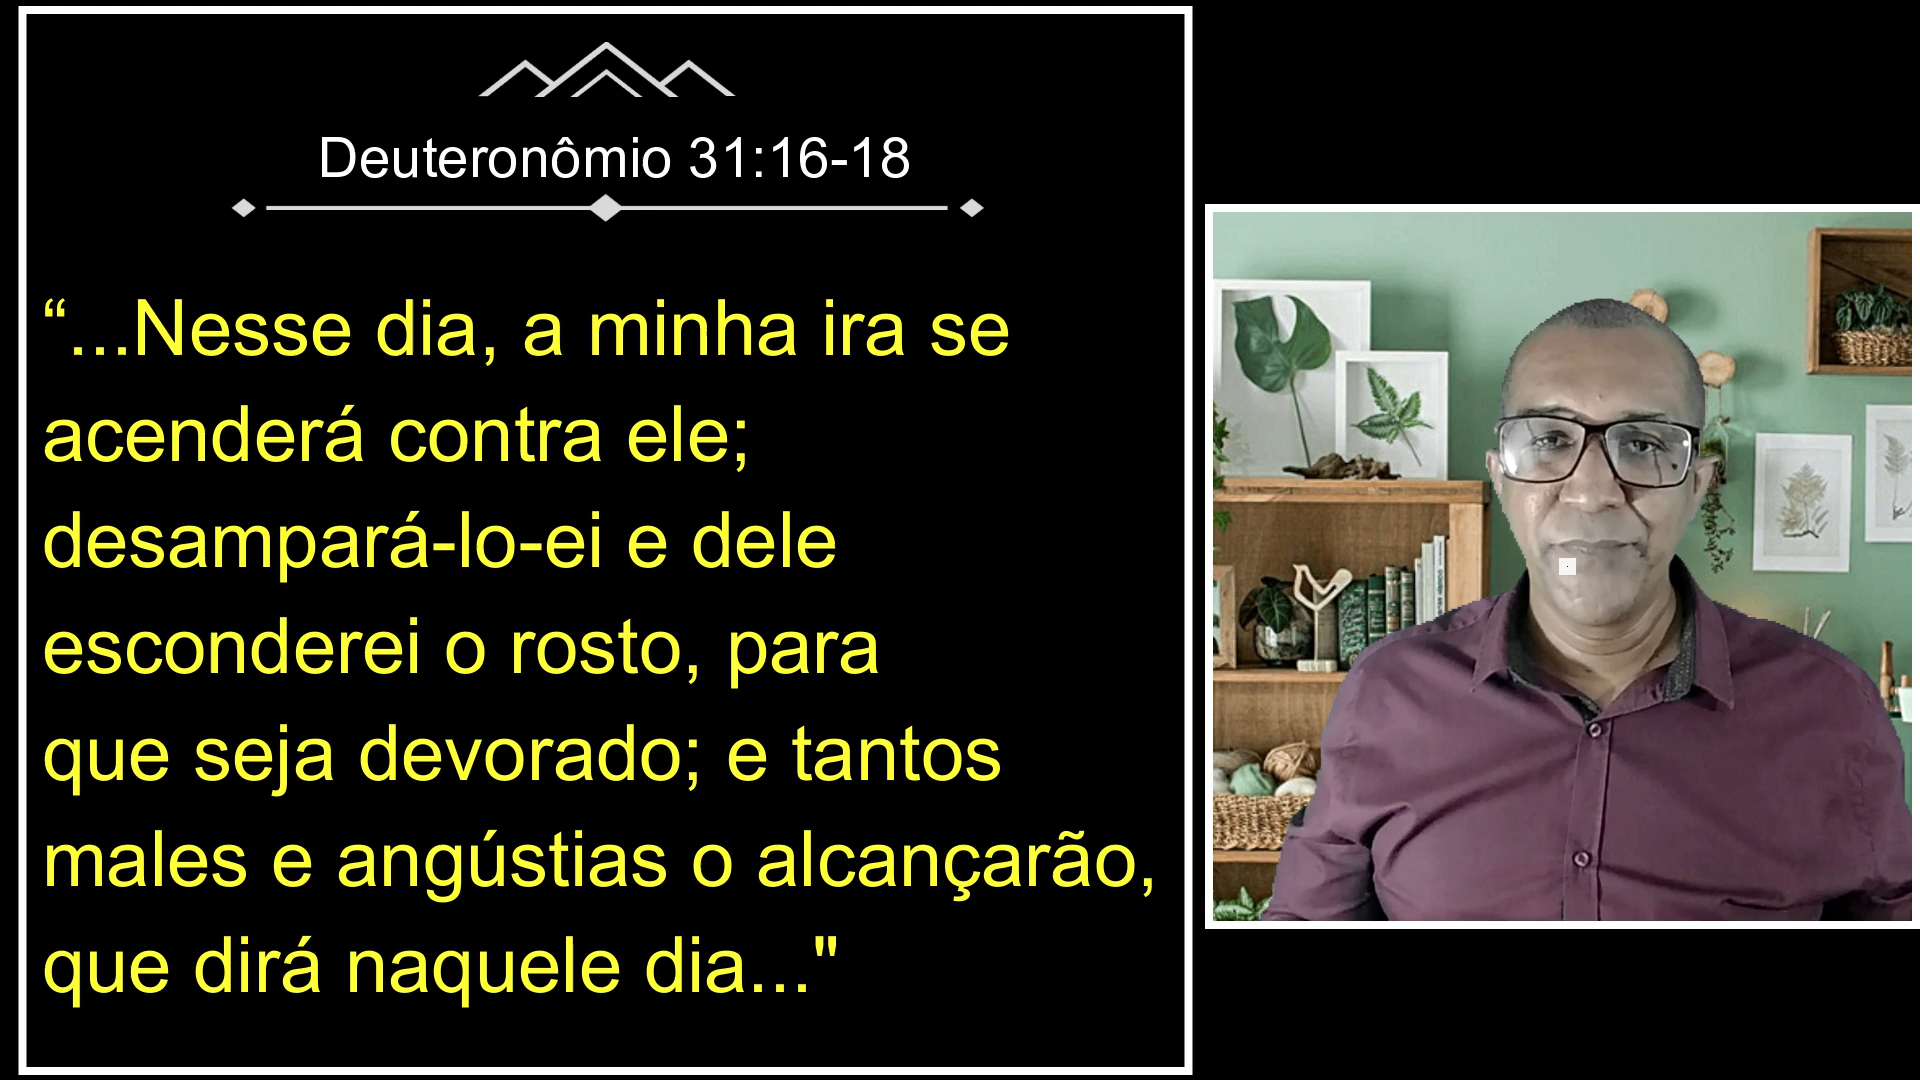 Deuteronômio 31:16-18
“...Nesse dia, a minha ira se
acenderá contra ele;
desampará-lo-ei e dele
esconderei o rosto, para
que seja devorado; e tantos
males e angústias o alcançarão,
que dirá naquele dia..."